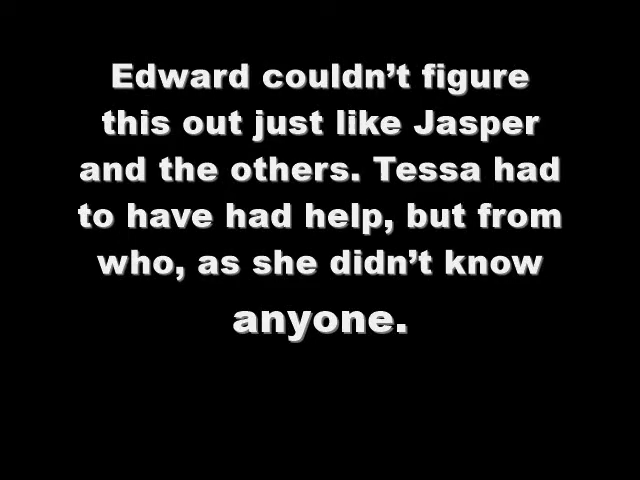 Edward couldn’t figure
this out just like Jasper
and the others. Tessa had
to have had help, but from
who, as she didn’t know
anyone.